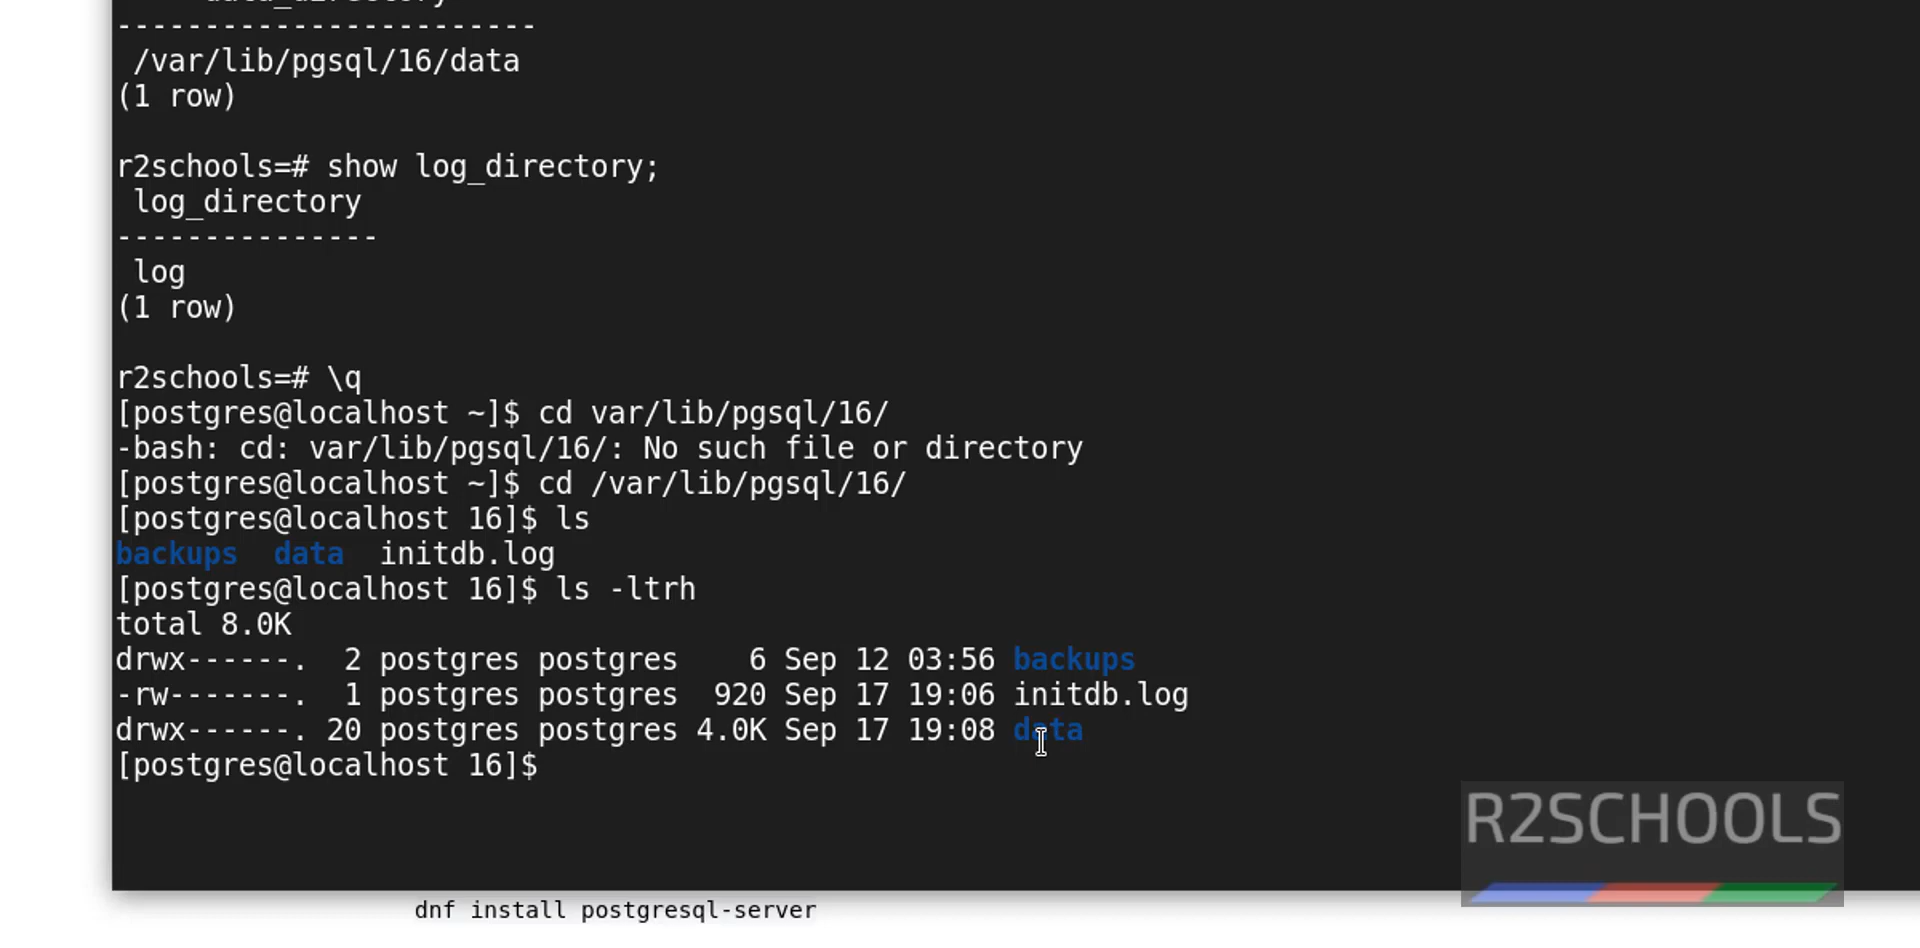 data_directory
------------------------
/var/lib/pgsql/16/data
(1 row)
r2schools=# show log_directory;
log_directory
---------------
log
(1 row)
r2schools=# \q
[postgres@localhost ~]$ cd var/lib/pgsql/16/
-bash: cd: var/lib/pgsql/16/: No such file or directory
[postgres@localhost ~]$ cd /var/lib/pgsql/16/
[postgres@localhost 16]$ ls
backups  data  initdb.log
[postgres@localhost 16]$ ls -ltrh
total 8.0K
drwx------.  2 postgres postgres    6 Sep 12 03:56 backups
-rw-------.  1 postgres postgres  920 Sep 17 19:06 initdb.log
drwx------. 20 postgres postgres 4.0K Sep 17 19:08 data
[postgres@localhost 16]$
R2SCHOOLS
dnf install postgresql-server